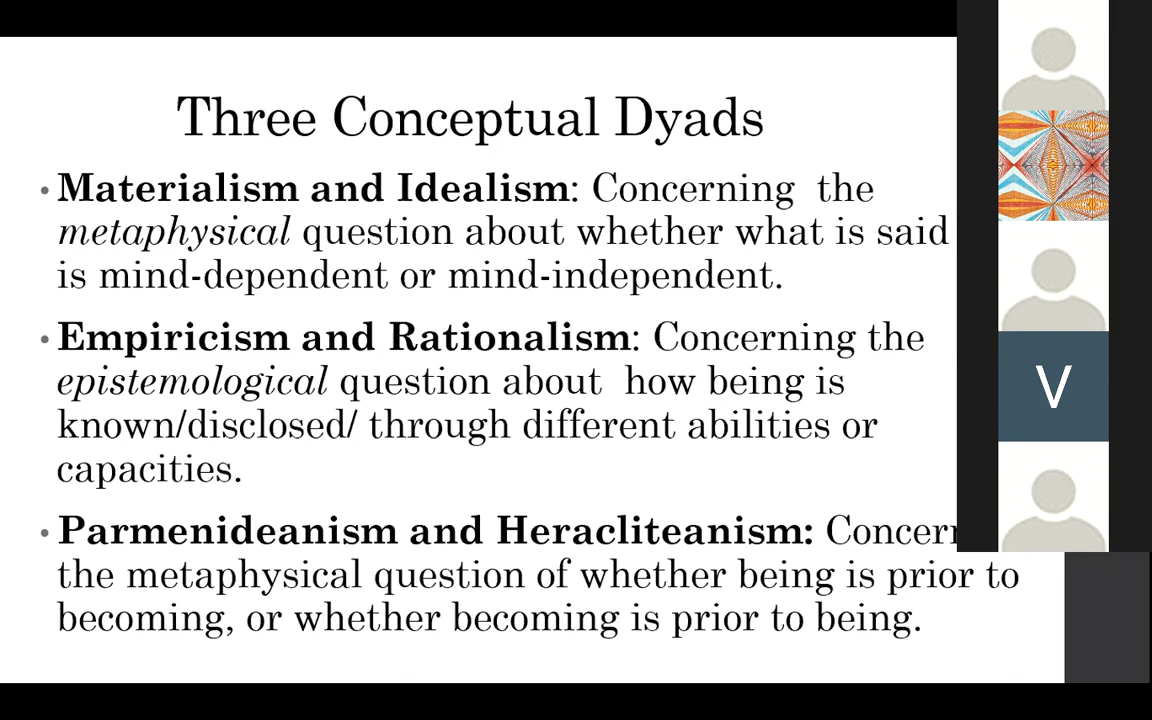 Three Conceptual Dyads
• Materialism and Idealism: Concerning  the
metaphysical question about whether what is said
is mind-dependent or mind-independent.
• Empiricism and Rationalism: Concerning the
epistemological question about  how being is
known/disclosed/ through different abilities or
capacities.
• Parmenideanism and Heracliteanism:
the metaphysical question of whether being is prior to
becoming, or whether becoming is prior to being.
V